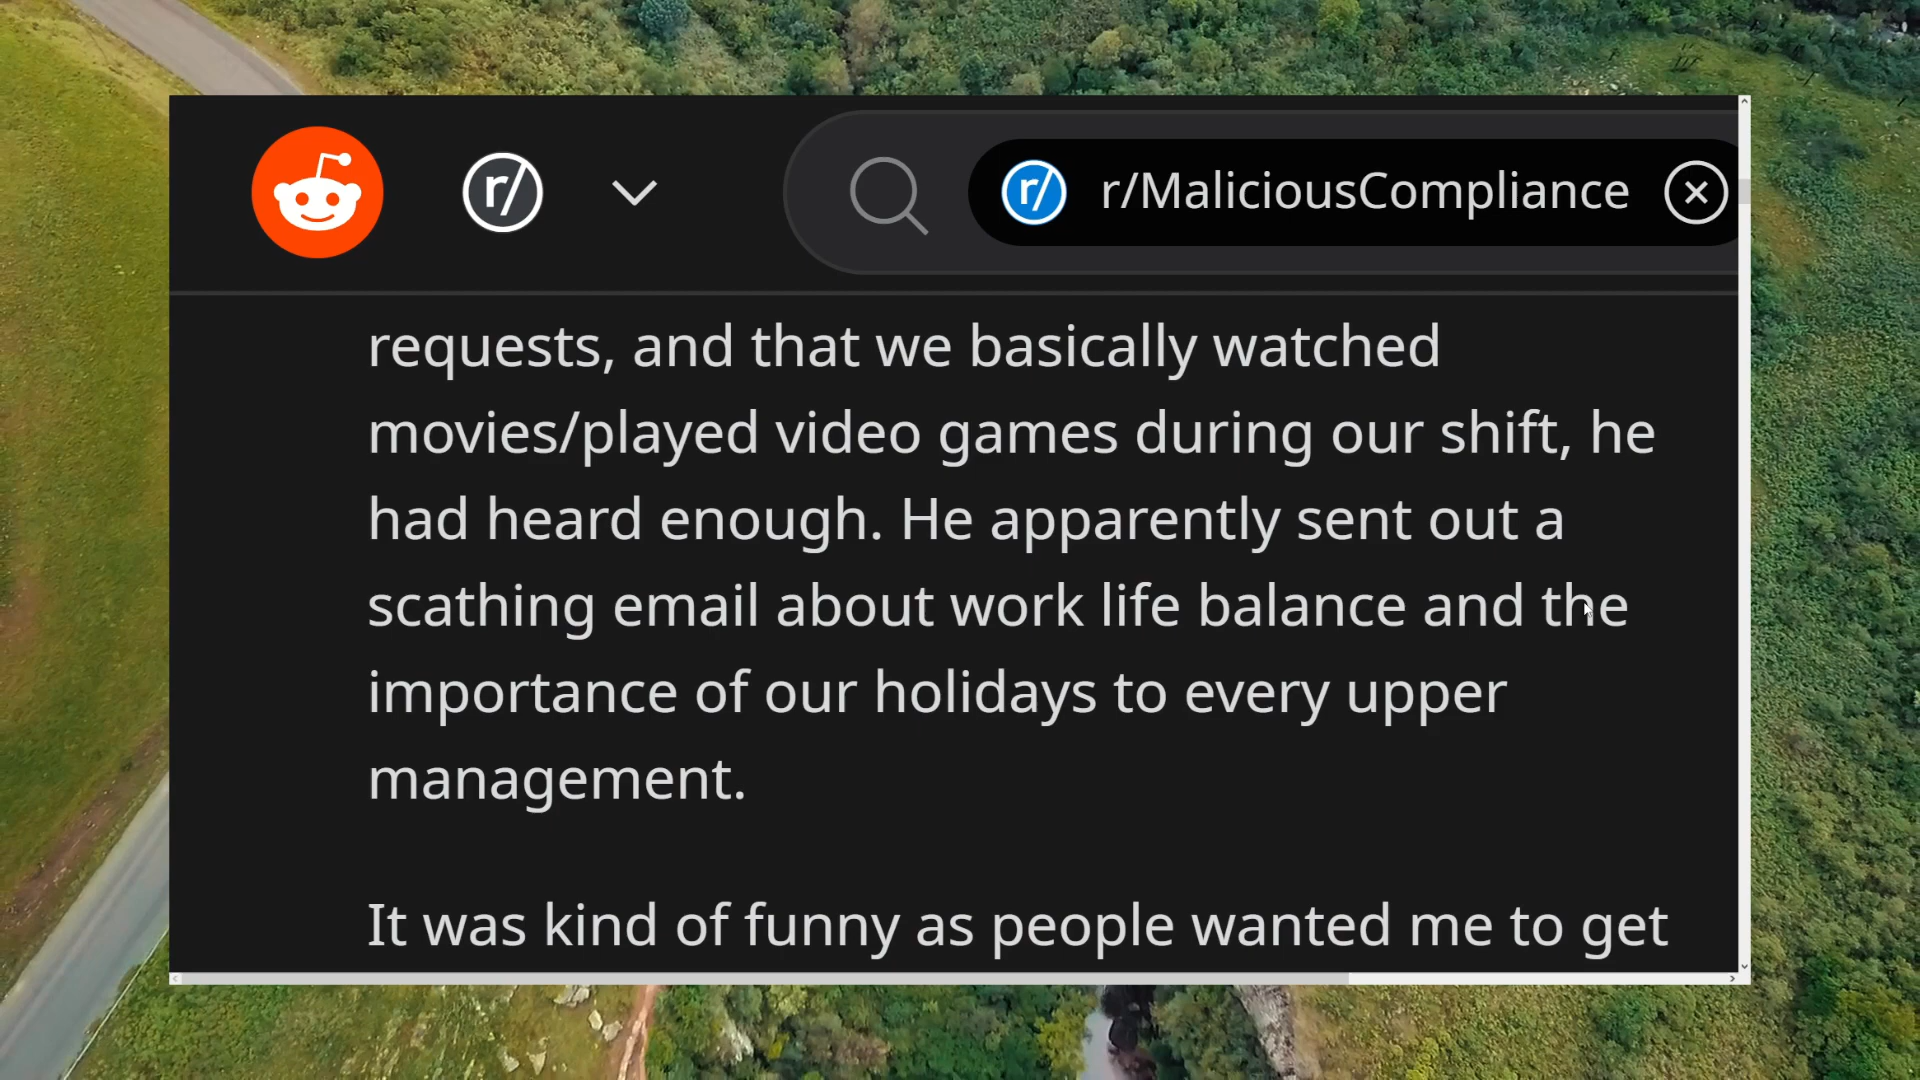 r/
r/ r/MaliciousCompliance
requests, and that we basically watched
movies/played video games during our shift, he
had heard enough. He apparently sent out a
scathing email about work life balance and the
importance of our holidays to every upper
management.
It was kind of funny as people wanted me to get